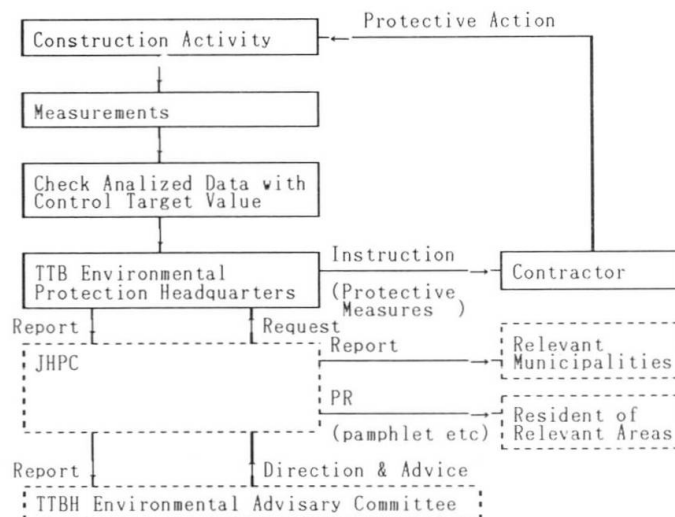 Protective Action
Construction Activity
Measurements
Check Analized Data with
Control Target Value
TTB Environmental
Protection Headquarters
Instruction
(Protective
Measures )
Contractor
Report
Request
JHPC
Report
Relevant
Municipalities
PR
(pamphlet etc)
Resident of
Relevant Areas
Report
Direction & Advice
TTBH Environmental Advisary Committee